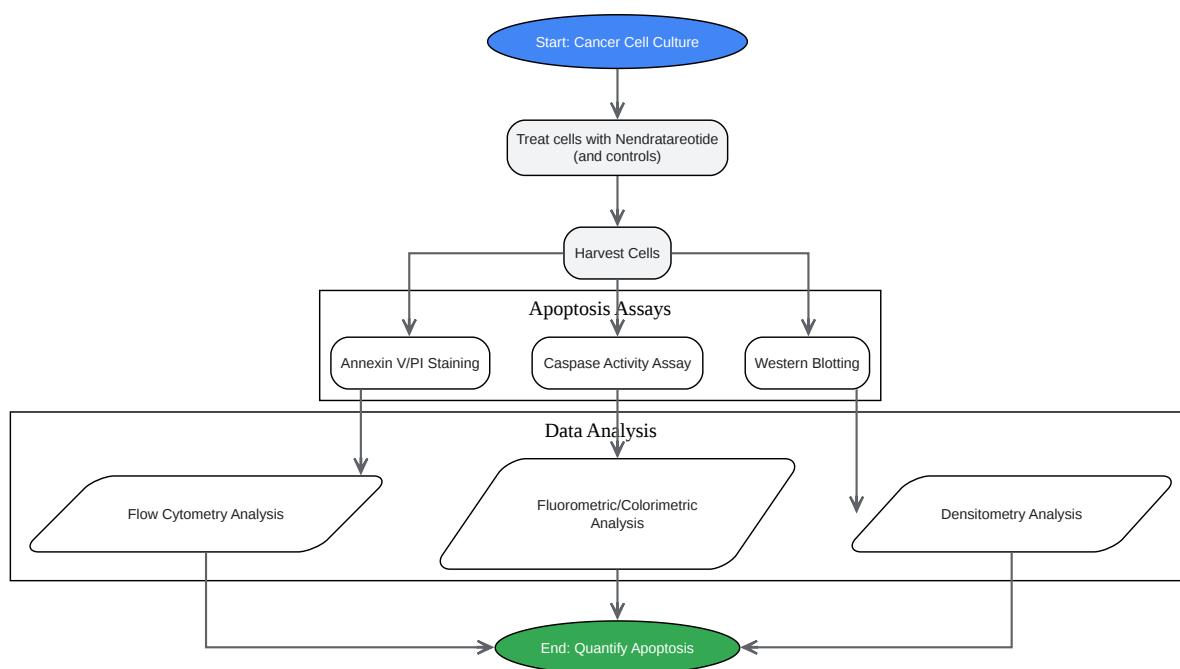 Start: Cancer Cell Culture
Treat cells with Nendratareotide
(and controls)
Harvest Cells
Apoptosis Assays
Annexin V/PI Staining
Caspase Activity Assay
Western Blotting
Data Analysis
Flow Cytometry Analysis
Fluorometric/Colorimetric
Analysis
Densitometry Analysis
End: Quantify Apoptosis